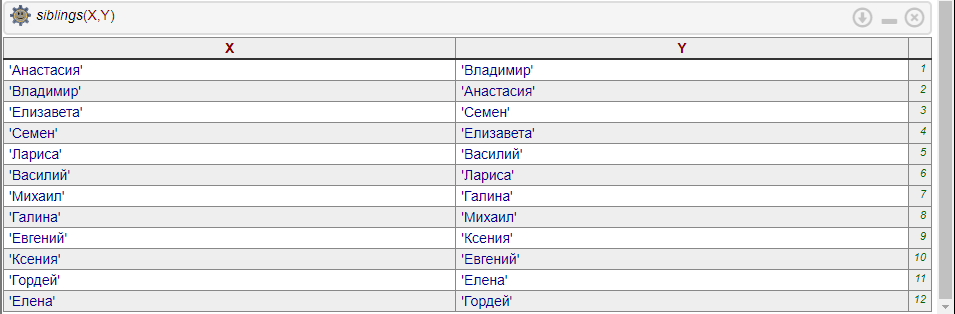 siblings(X,Y)
X Y
'Анастасия' 'Владимир' 1
'Владимир' 'Анастасия' 2
'Елизавета' 'Семен' 3
'Семен' 'Елизавета' 4
'Лариса' 'Василий' 5
'Василий' 'Лариса' 6
'Михаил' 'Галина' 7
'Галина' 'Михаил' 8
'Евгений' 'Ксения' 9
'Ксения' 'Евгений' 10
'Гордей' 'Елена' 11
'Елена' 'Гордей' 12